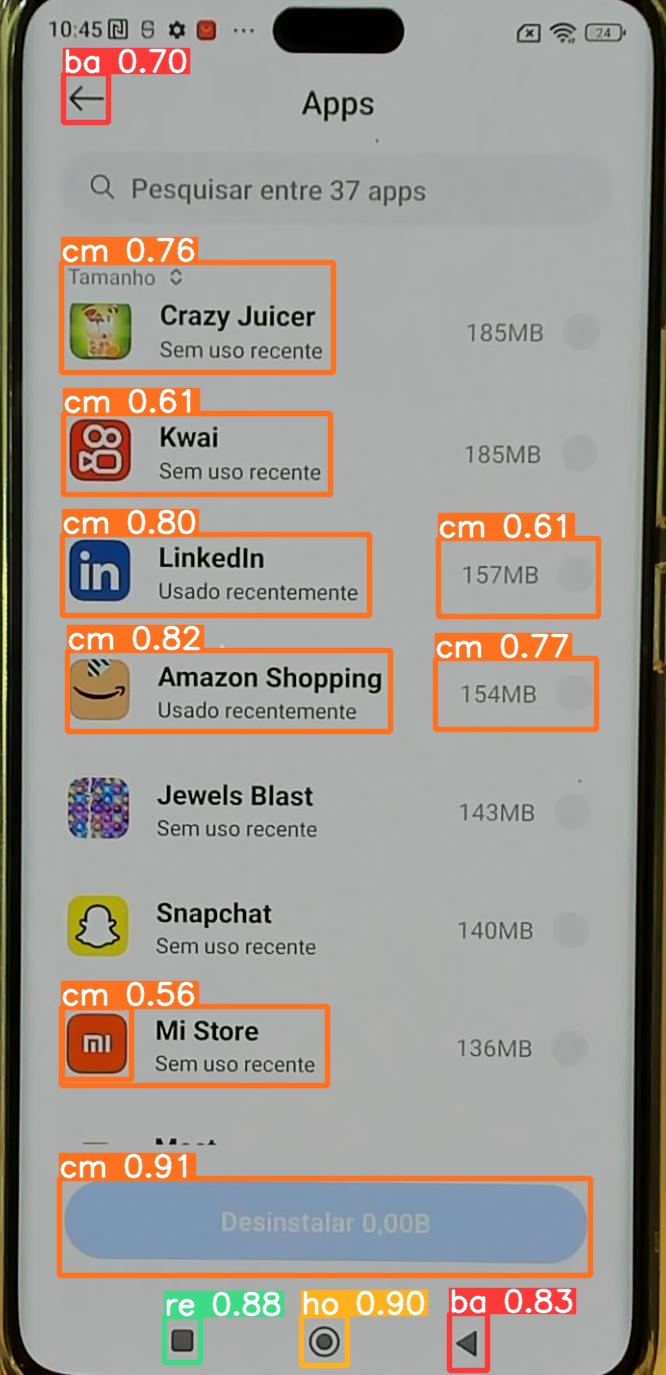 10:45
24
ba 0.70
Apps
Pesquisar entre 37 apps
cm 0.76
Tamanho
Crazy Juicer
185MB
Sem uso recente
cm 0.61
Kwai
185MB
Sem uso recente
cm 0.80
cm 0.61
in
LinkedIn
157MB
Usado recentemente
cm 0.82
cm 0.77
Amazon Shopping
154MB
Usado recentemente
Jewels Blast
143MB
Sem uso recente
Snapchat
140MB
Sem uso recente
cm 0.56
mi
Mi Store
136MB
Sem uso recente
cm 0.91
Desinstalar 0,00B
re 0.88 ho 0.90 ba 0.83